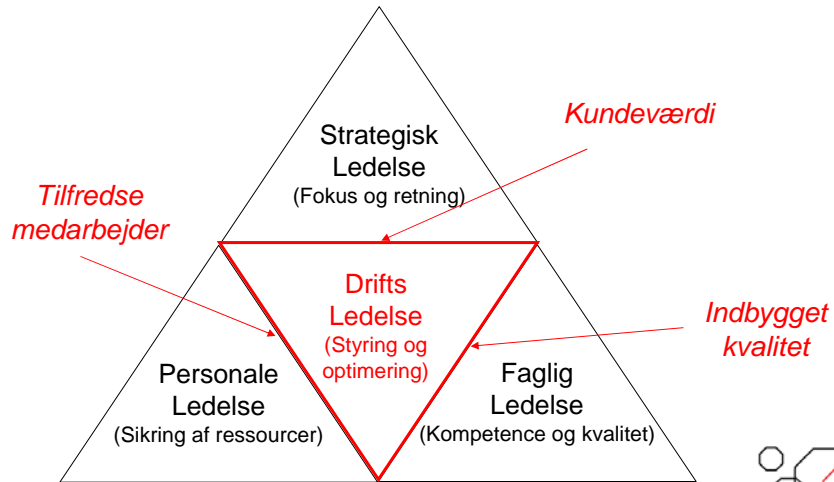 Kundeværdi
Strategisk
Ledelse
(Fokus og retning)
Tilfredse
medarbejder
Drifts
Ledelse
(Styring og
optimering)
Indbygget
kvalitet
Personale
Ledelse
(Sikring af ressourcer)
Faglig
Ledelse
(Kompetence og kvalitet)